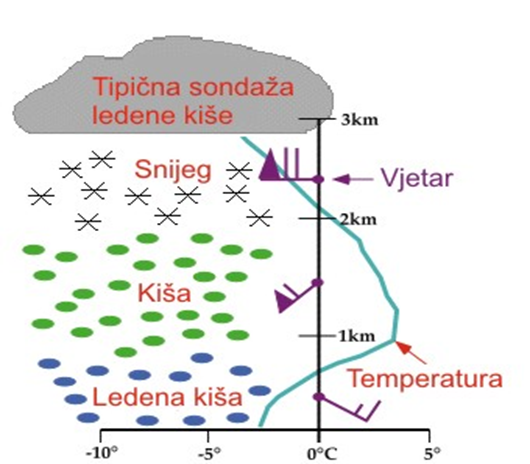 Tipična sondaža
ledene kiše
3km
Snijeg
Vjetar
2km
Kiša
1km
Temperatura
Ledena kiša
-10°
-5°
0°C
5°